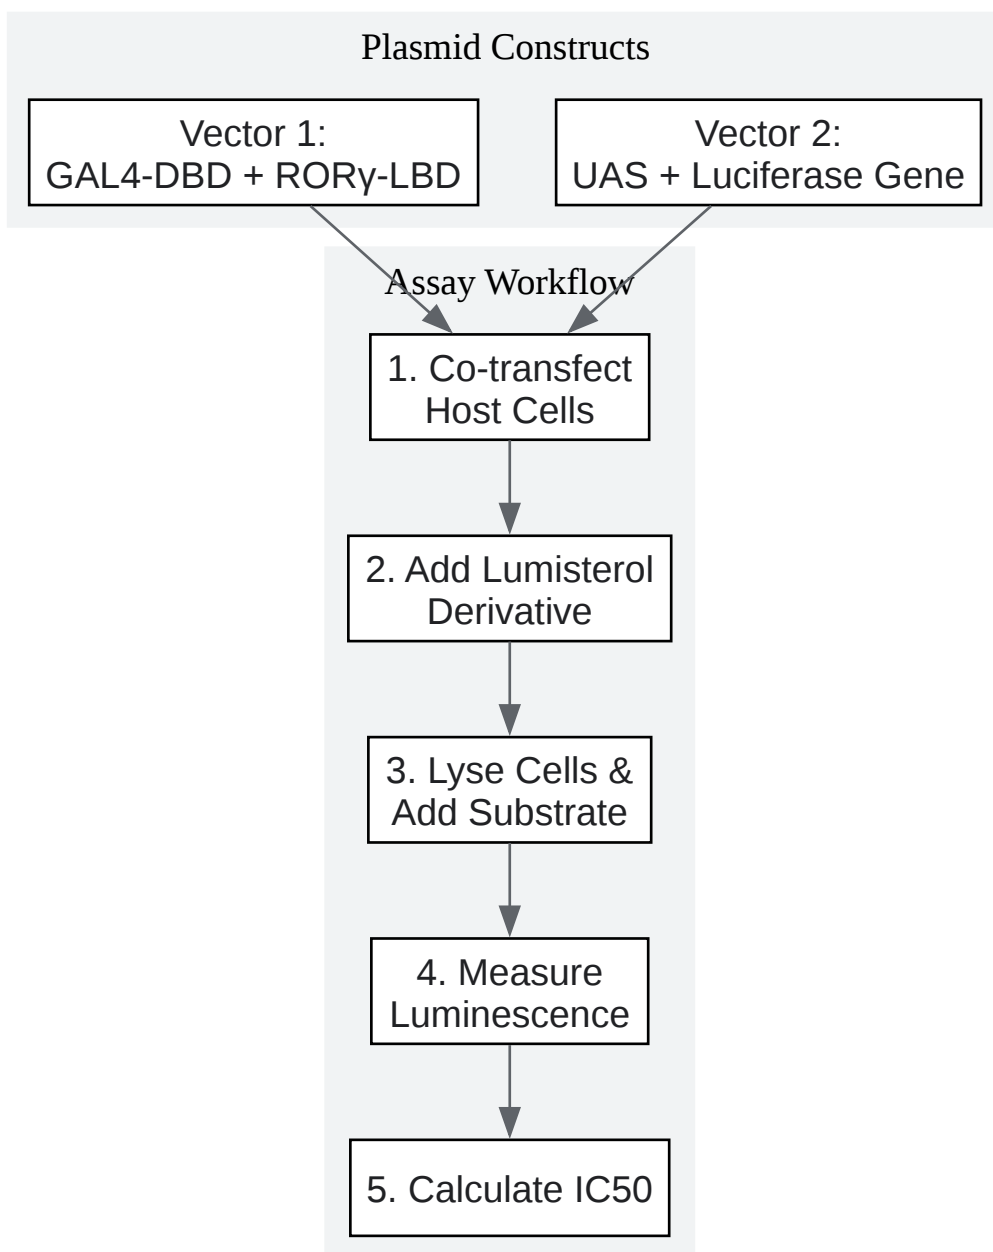 Plasmid Constructs
Vector 1:
GAL4-DBD + RORγ-LBD
Vector 2:
UAS + Luciferase Gene
Assay Workflow
1. Co-transfect
Host Cells
2. Add Lumisterol
Derivative
3. Lyse Cells &
Add Substrate
4. Measure
Luminescence
5. Calculate IC50